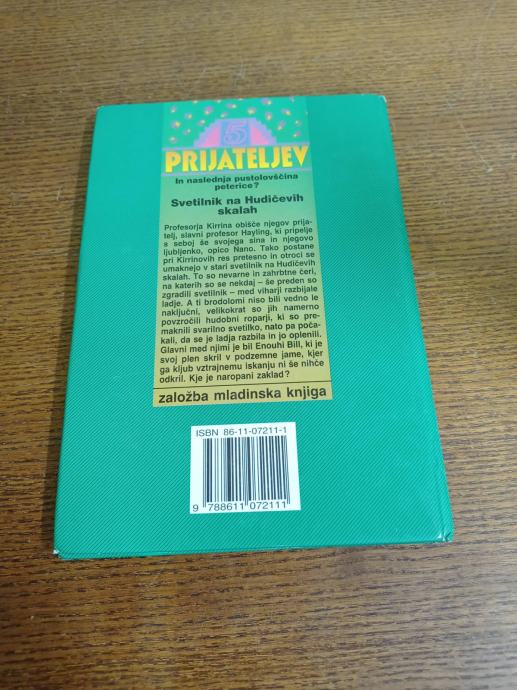 5
PRIJATELJEV
In naslednja pustolovščina
peterice?
Svetilnik na Hudičevih
skalah
Profesorja Kirrina obišče njegov prija-
telj, slavni profesor Hayling, ki pripelje
s seboj še svojega sina in njegovo
ljubljenko, opico Nano. Tako postane
pri Kirrinovih res pretesno in otroci se
umaknejo v stari svetilnik na Hudičevih
skalah. To so nevarne in zahrbtne čeri,
na katerih so se nekdaj – še preden so
zgradili svetilnik – med viharji razbijale
ladje. A ti brodolomi niso bili vedno le
naključni, velikokrat so jih namerno
povzročili hudobni roparji, ki so pre-
maknili svarilno svetilko, nato pa poča-
kali, da se je ladja razbila in jo oplenili.
Glavni med njimi je bil Enouhi Bill, ki je
svoj plen skril v podzemne jame, kjer
ga kljub vztrajnemu iskanju ni še nihče
odkril. Kje je naropani zaklad?
založba mladinska knjiga
ISBN 86-11-07211-1
9 788611 072111